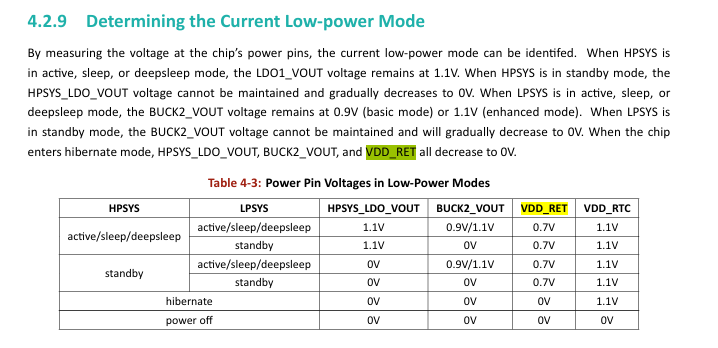 4.2.9 Determining the Current Low-power Mode
By measuring the voltage at the chip's power pins, the current low-power mode can be identifed. When HPSYS is
in active, sleep, or deepsleep mode, the LDO1_VOUT voltage remains at 1.1V. When HPSYS is in standby mode, the
HPSYS_LDO_VOUT voltage cannot be maintained and gradually decreases to 0V. When LPSYS is in active, sleep, or
deepsleep mode, the BUCK2_VOUT voltage remains at 0.9V (basic mode) or 1.1V (enhanced mode). When LPSYS is
in standby mode, the BUCK2_VOUT voltage cannot be maintained and will gradually decrease to 0V. When the chip
enters hibernate mode, HPSYS_LDO_VOUT, BUCK2_VOUT, and VDD_RET all decrease to 0V.
Table 4-3: Power Pin Voltages in Low-Power Modes
HPSYS LPSYS HPSYS_LDO_VOUT BUCK2_VOUT VDD_RET VDD_RTC
active/sleep/deepsleep active/sleep/deepsleep 1.1V 0.9V/1.1V 0.7V 1.1V
standby 1.1V 0V 0.7V 1.1V
standby active/sleep/deepsleep 0V 0.9V/1.1V 0.7V 1.1V
standby 0V 0V 0.7V 1.1V
hibernate 0V 0V 0V 1.1V
power off 0V 0V 0V 0V